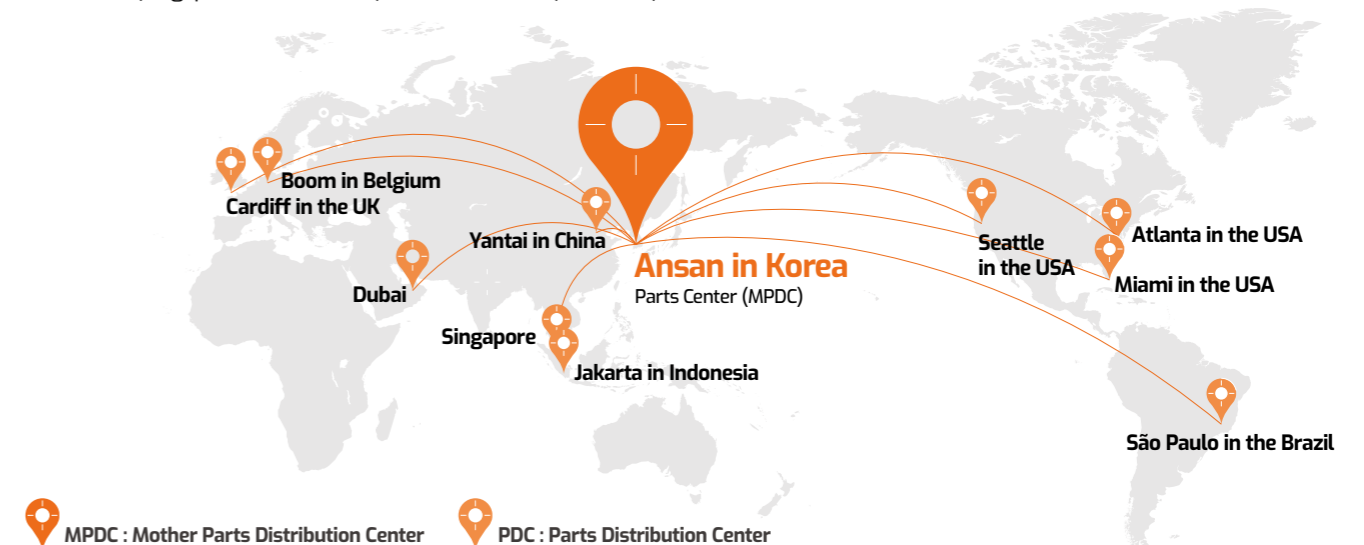 Boom in Belgium
Cardiff in the UK
Yantai in China
Dubai
Ansan in Korea
Parts Center (MPDC)
Singapore
Jakarta in Indonesia
Seattle
in the USA
Atlanta in the USA
Miami in the USA
São Paulo in the Brazil
MPDC : Mother Parts Distribution Center
PDC : Parts Distribution Center